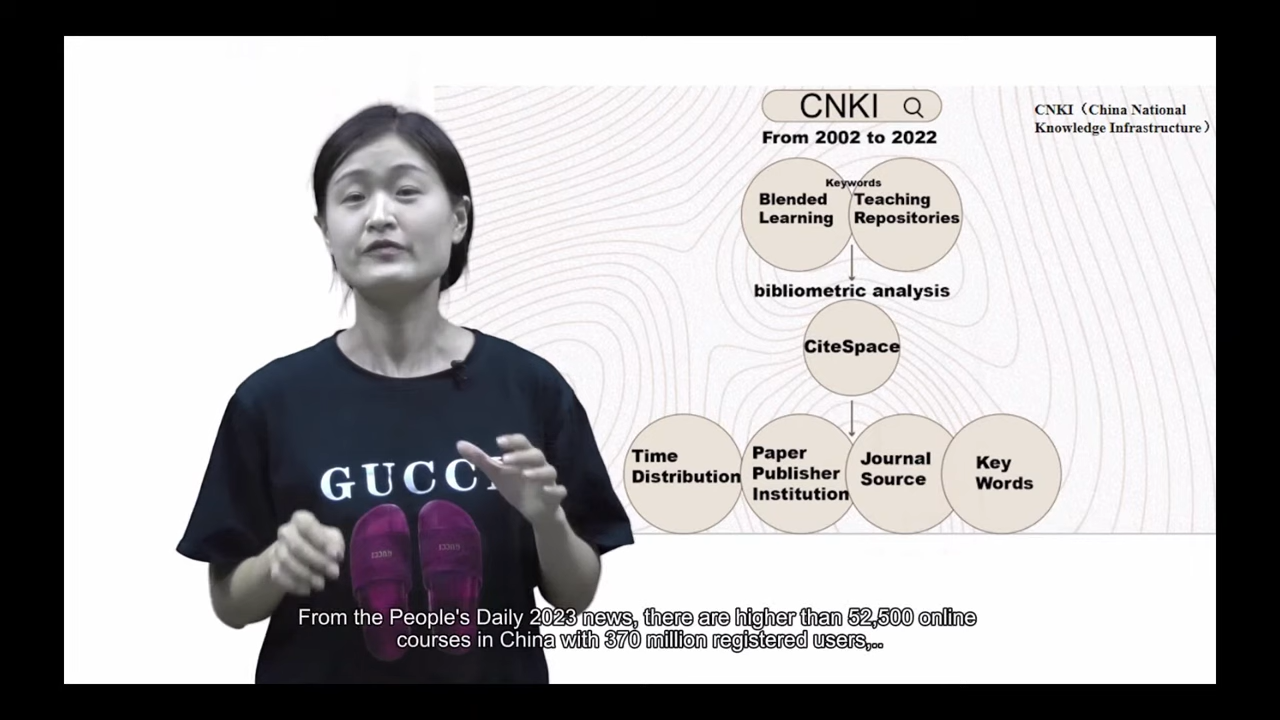 CNKI
CNKI（China National
Knowledge Infrastructure）
From 2002 to 2022
Keywords
Blended
Learning
Teaching
Repositories
bibliometric analysis
CiteSpace
Time
Distribution
Paper
Publisher
Institution
Journal
Source
Key
Words
GUCCI
From the People's Daily 2023 news, there are higher than 52,500 online
courses in China with 370 million registered users,..